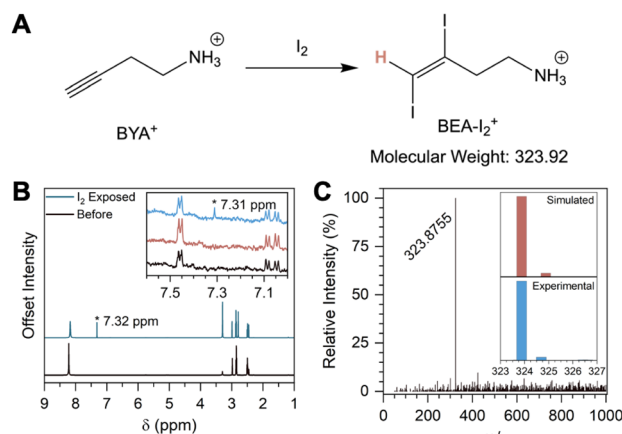 A
BYA+
I2
H
I
I
NH3 +
NH3 +
BEA-I2+
Molecular Weight: 323.92
B
I2 Exposed
Before
* 7.31 ppm
7.5 7.3 7.1
* 7.32 ppm
Offset Intensity
9 8 7 6 5 4 3 2 1
δ (ppm)
C
Relative Intensity (%)
100
75
50
25
0
323.8755
Simulated
Experimental
323 324 325 326 327
0 200 400 600 800 1000